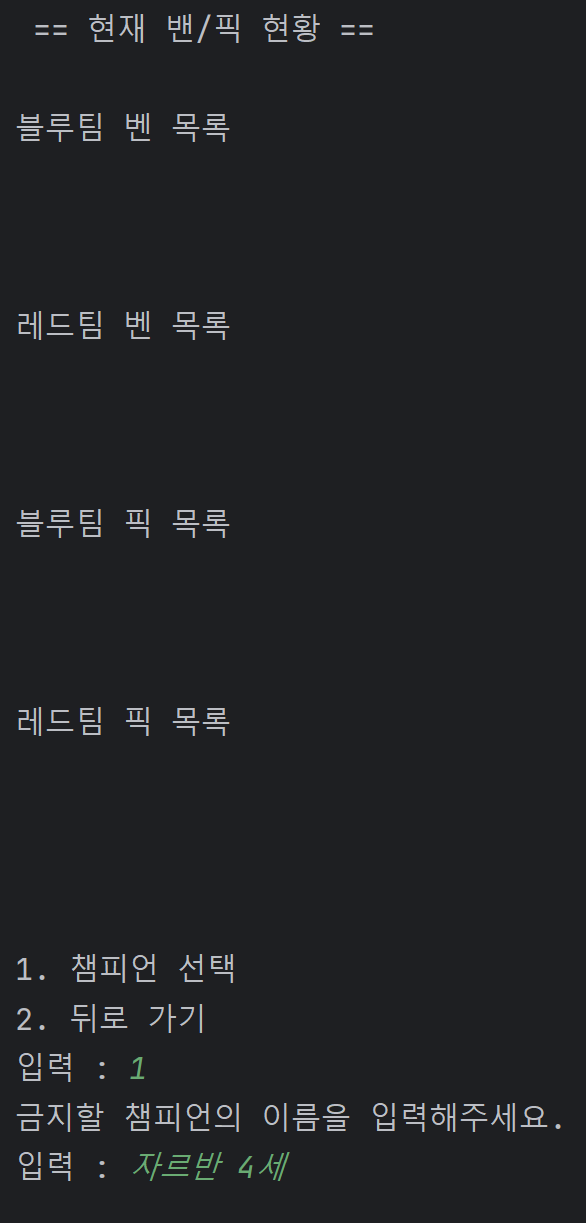 == 현재 밴/픽 현황 ==
블루팀 벤 목록
레드팀 벤 목록
블루팀 픽 목록
레드팀 픽 목록
1. 챔피언 선택
2. 뒤로 가기
입력 : 1
금지할 챔피언의 이름을 입력해주세요.
입력 : 자르반 4세